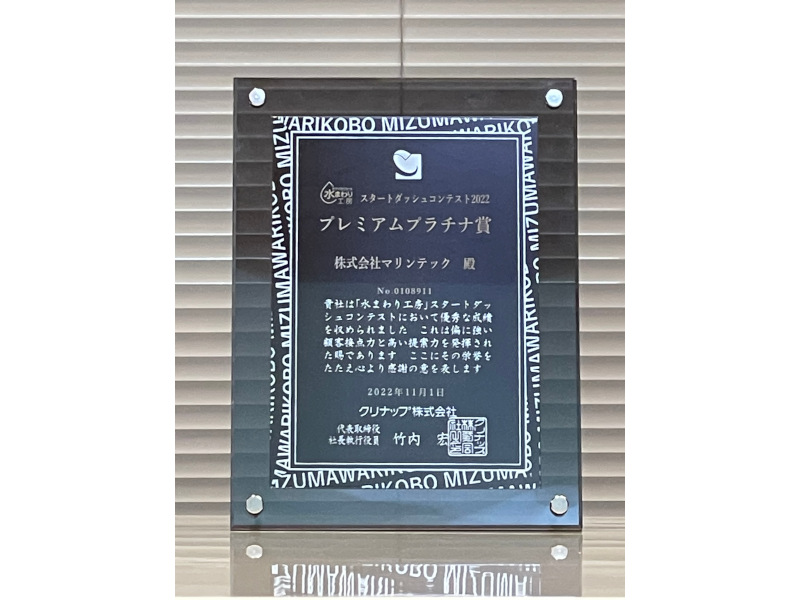 ARIKOBO MIZUMAWARIKO
水まわり工房
スタートダッシュコンテスト2022
プレミアムプラチナ賞
株式会社マリンテック 殿
No.0108911
貴社は「水まわり工房」スタートダッ
シュコンテストにおいて優秀な成績
を収められました これは偏に強い
顧客接点力と高い提案力を発揮され
た賜であります ここにその栄誉を
たたえ心より感謝の意を表します
2022年11月1日
クリナップ株式会社
代表取締役
社長執行役員 竹内 宏
MIZUMAWARIKOBO MIZUMAWARIKOBO
MIZUMAWARIKOBO MIZUMAWARIKOBO